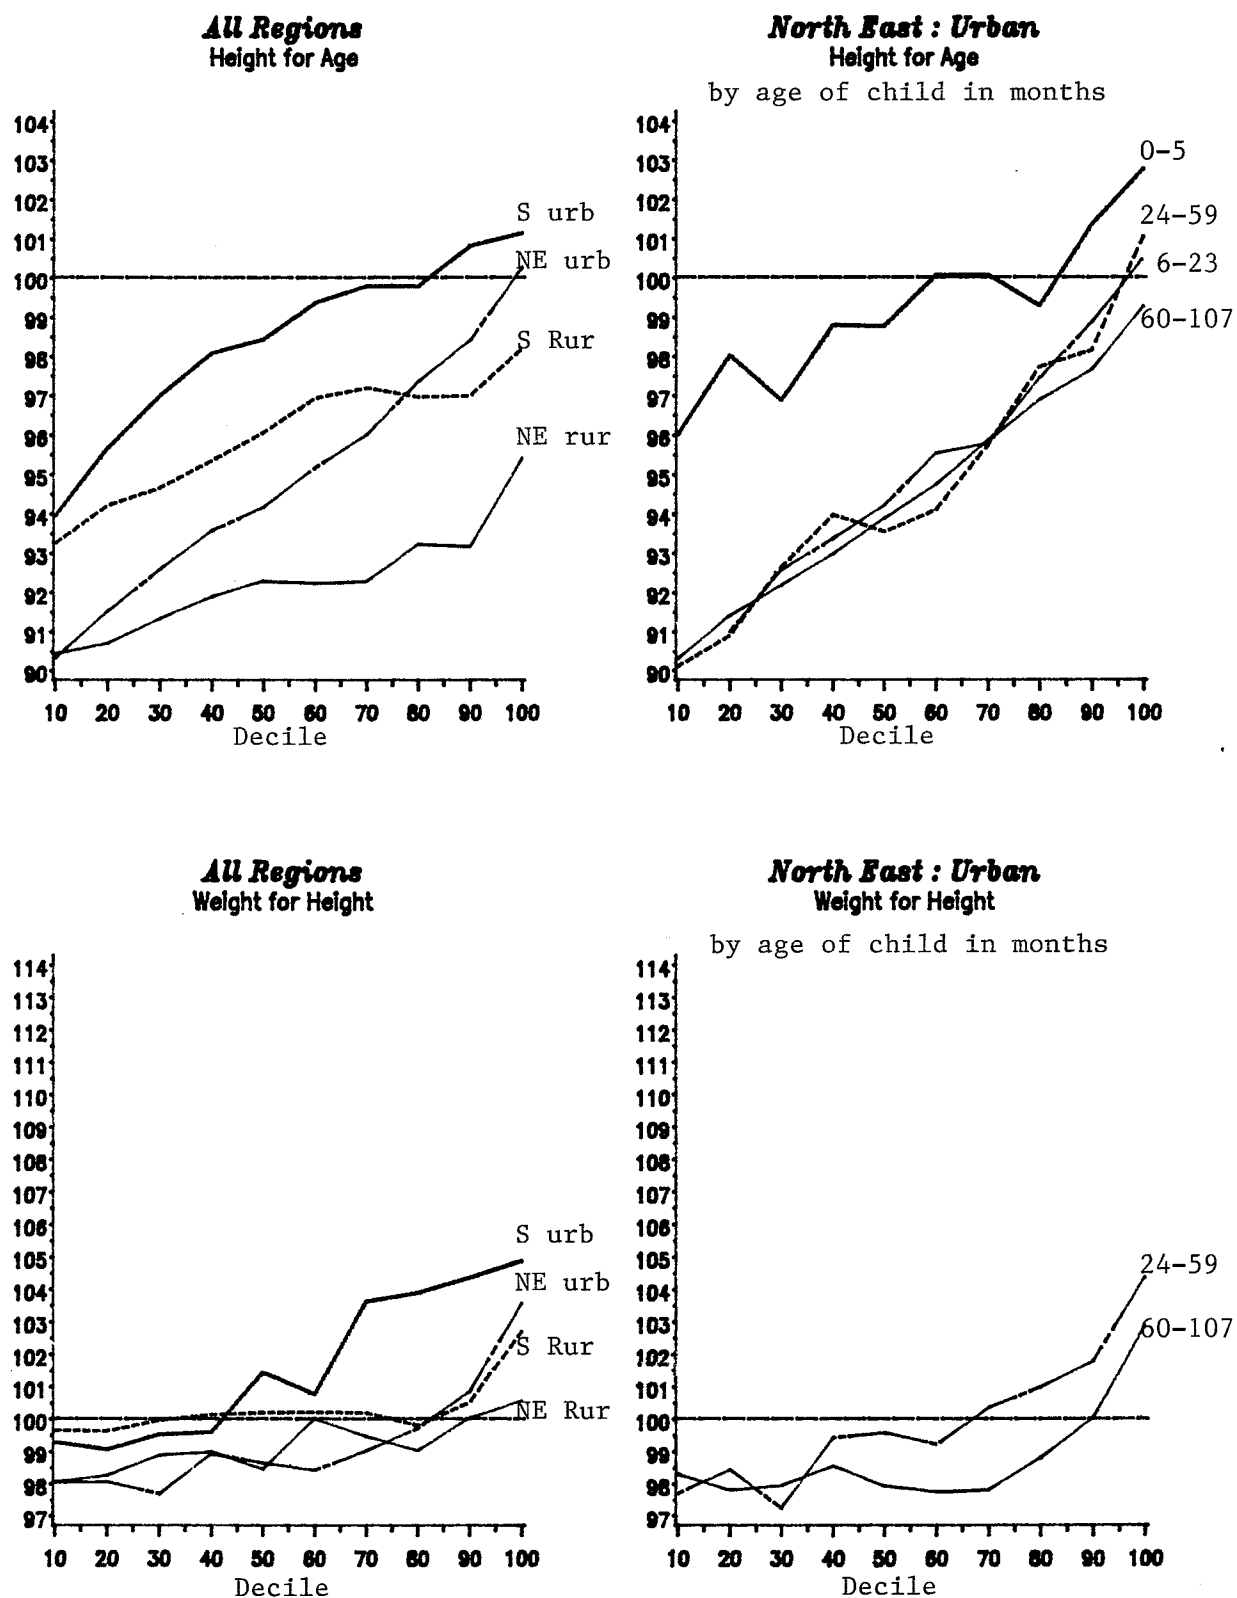 All Regions
Height for Age
104
103
102
101
100
99
98
97
96
95
94
93
92
91
90
S urb
NE urb
S Rur
NE rur
10 20 30 40 50 60 70 80 90 100
Decile
North East : Urban
Height for Age
by age of child in months
104
103
102
101
100
99
98
97
96
95
94
93
92
91
90
0-5
24-59
6-23
60-107
10 20 30 40 50 60 70 80 90 100
Decile
All Regions
Weight for Height
114
113
112
111
110
109
108
107
106
105
104
103
102
101
100
99
98
97
S urb
NE urb
S Rur
NE Rur
10 20 30 40 50 60 70 80 90 100
Decile
North East : Urban
Weight for Height
by age of child in months
114
113
112
111
110
109
108
107
106
105
104
103
102
101
100
99
98
97
24-59
60-107
10 20 30 40 50 60 70 80 90 100
Decile